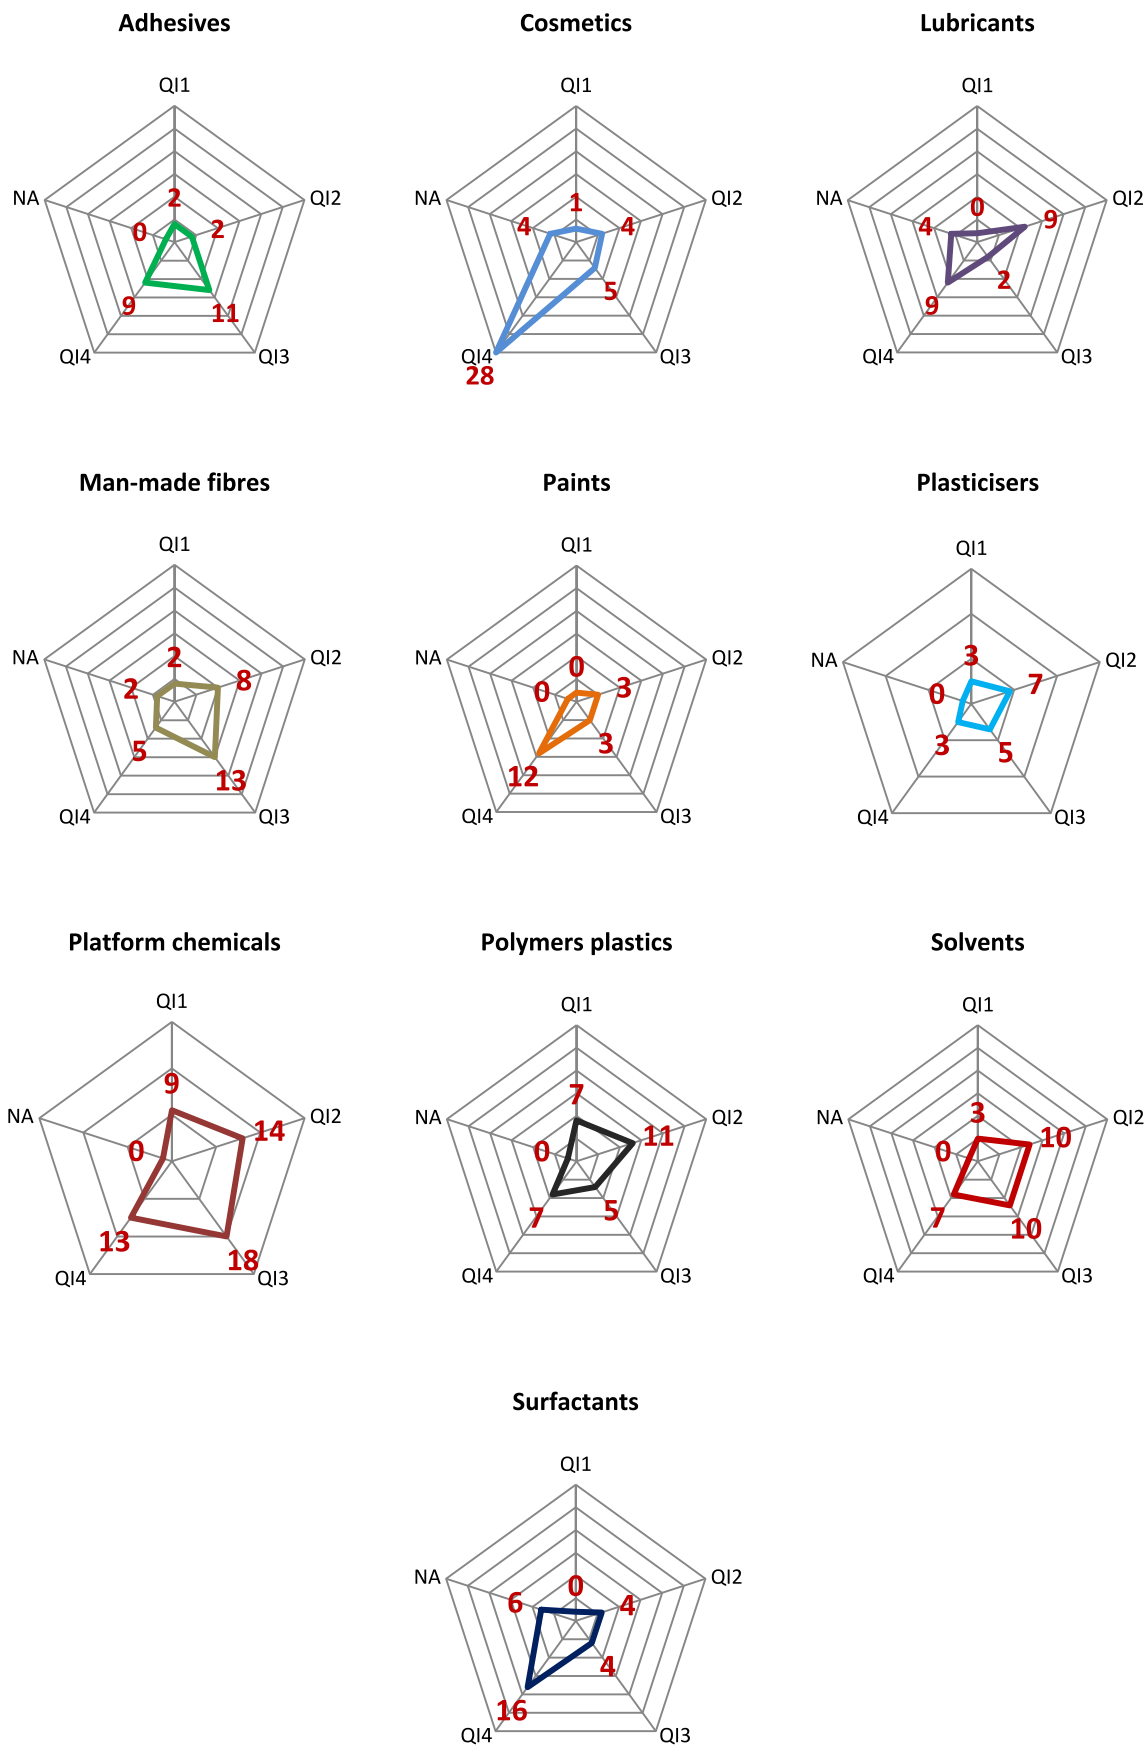 Adhesives
QI1
2
NA
QI2
0
2
9
11
QI4
QI3
Cosmetics
QI1
1
NA
QI2
4
4
5
QI4
QI3
28
Lubricants
QI1
0
NA
QI2
4
9
2
9
QI4
QI3
Man-made fibres
QI1
2
NA
QI2
2
8
5
13
QI4
QI3
Paints
QI1
0
NA
QI2
0
3
3
12
QI4
QI3
Plasticisers
QI1
3
NA
QI2
0
7
3
5
QI4
QI3
Platform chemicals
QI1
9
NA
QI2
0
14
13
18
QI4
QI3
Polymers plastics
QI1
7
NA
QI2
0
11
7
5
QI4
QI3
Solvents
QI1
3
NA
QI2
0
10
7
10
QI4
QI3
Surfactants
QI1
0
NA
QI2
6
4
4
16
QI4
QI3